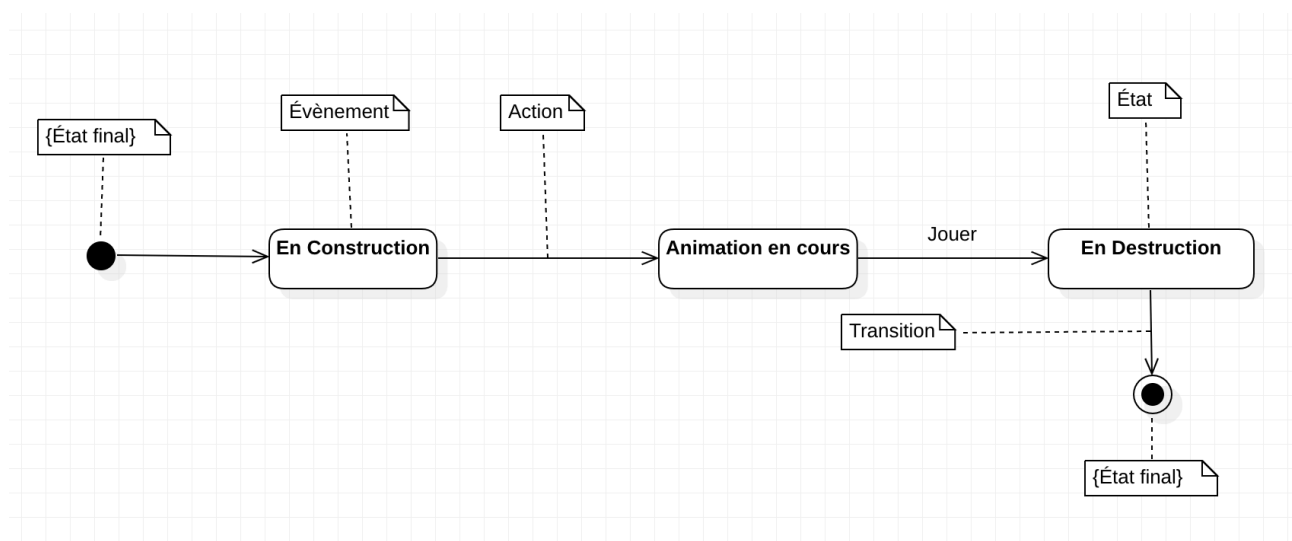 État
Évènement
Action
{État final}
Jouer
En Construction
Animation en cours
En Destruction
Transition
{État final}